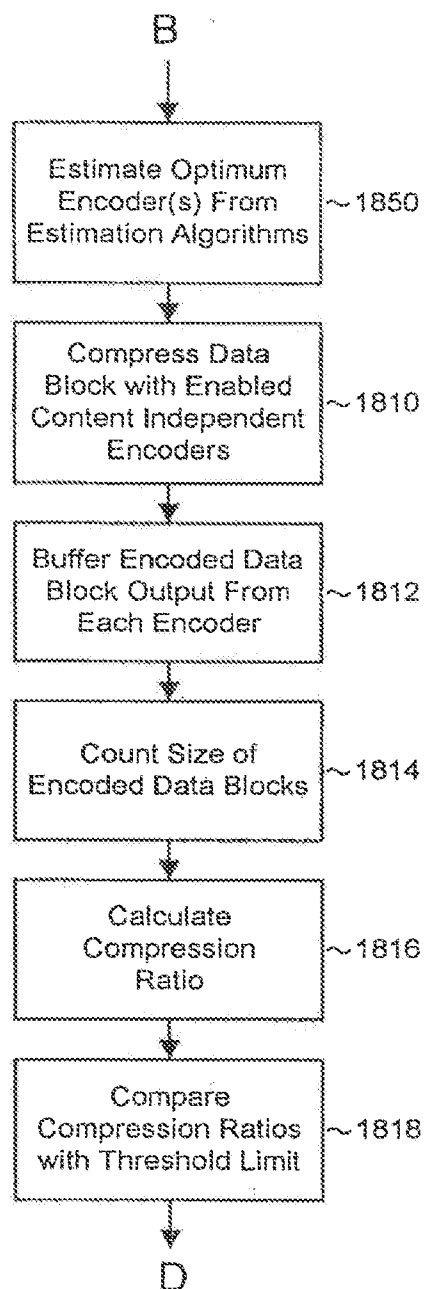 B
Estimate Optimum
Encoder(s) From
Estimation Algorithms
~1850
Compress Data
Block with Enabled
Content Independent
Encoders
~1810
Buffer Encoded Data
Block Output From
Each Encoder
~1812
Count Size of
Encoded Data Blocks
~1814
Calculate
Compression
Ratio
~1816
Compare
Compression Ratios
with Threshold Limit
~1818
D